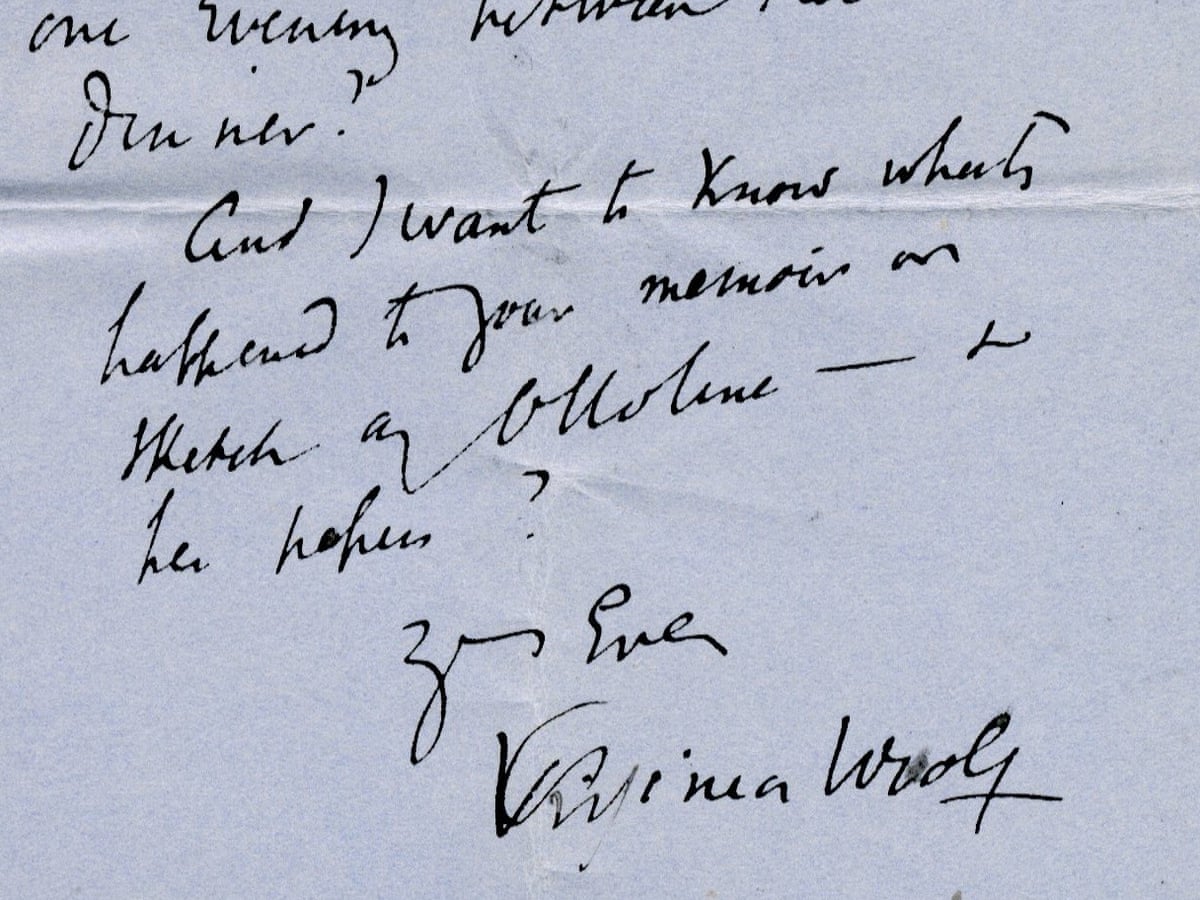 one evening between
dinner?
And I want to know whats
happened to your memoir or
sketch of Ottoline — &
her papers?
Yrs Ever
Virginia Woolf